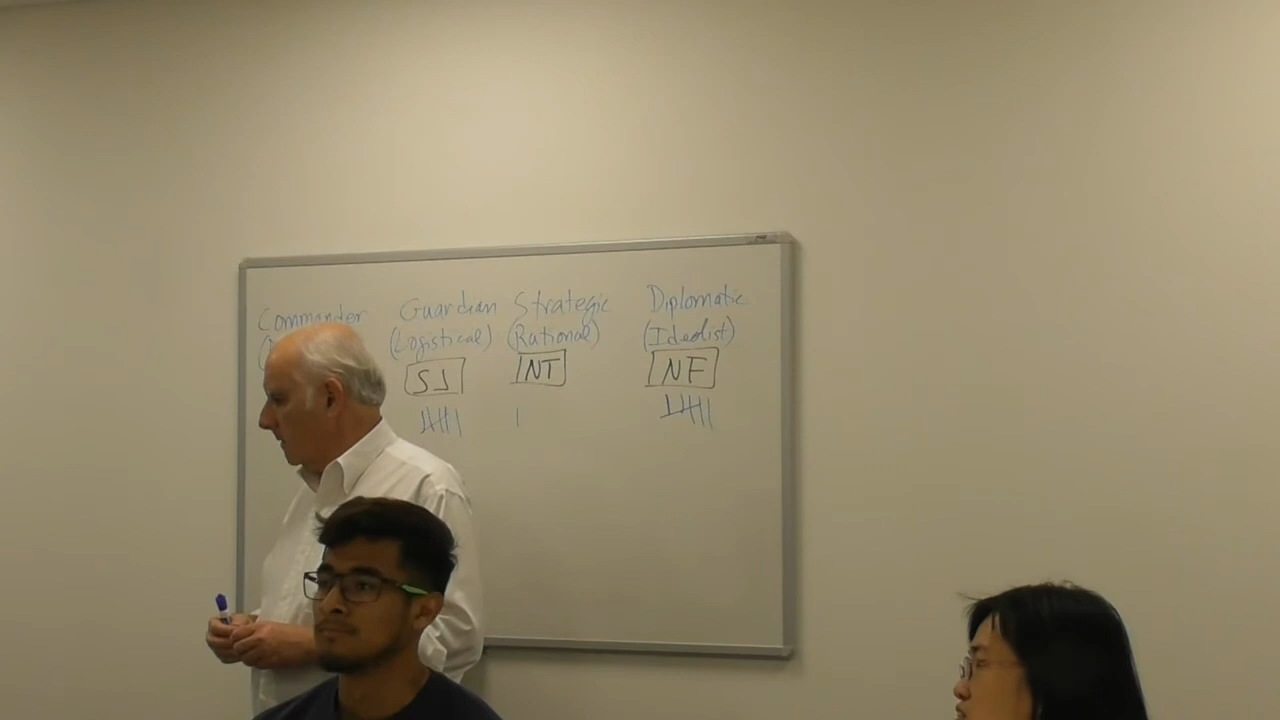 Commander Guardian Strategic Diplomatic
(Logistical) (Rational) (Idealist)
SJ NT NF